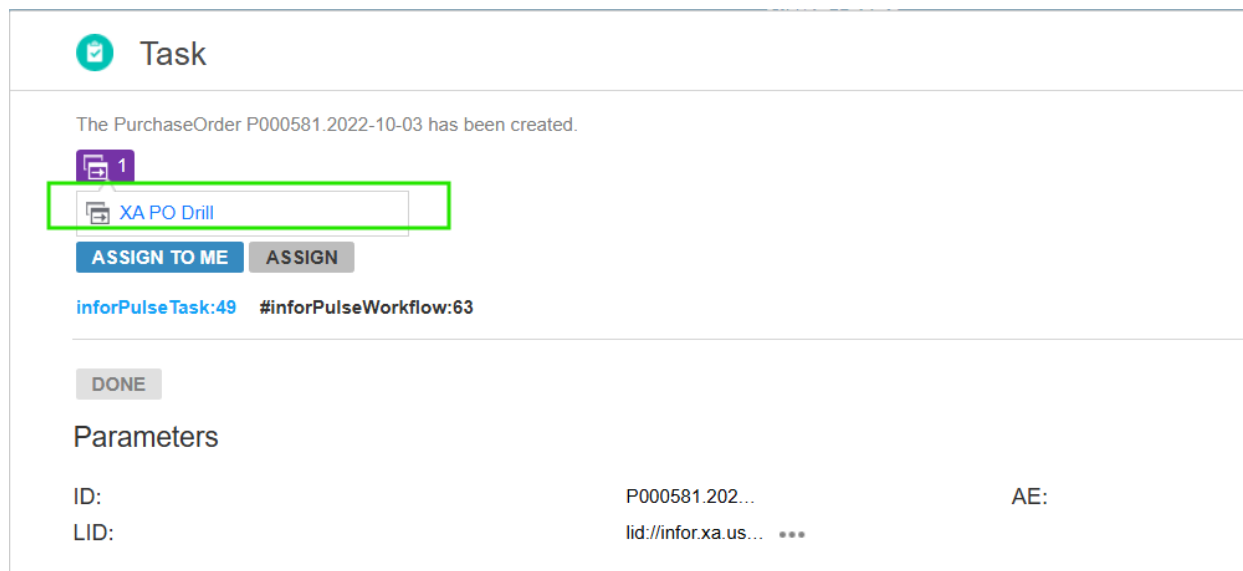 Task
The PurchaseOrder P000581.2022-10-03 has been created.
1
XA PO Drill
ASSIGN TO ME ASSIGN
inforPulseTask:49 #inforPulseWorkflow:63
DONE
Parameters
ID: P000581.202... AE:
LID: lid://infor.xa.us... •••